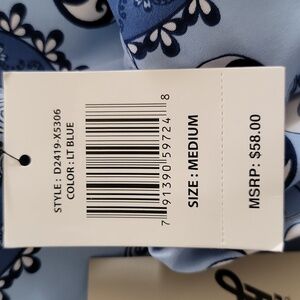 STYLE : D2419-X5306
COLOR : LT BLUE
7 91390 59724 8
SIZE : MEDIUM
MSRP: $58.00